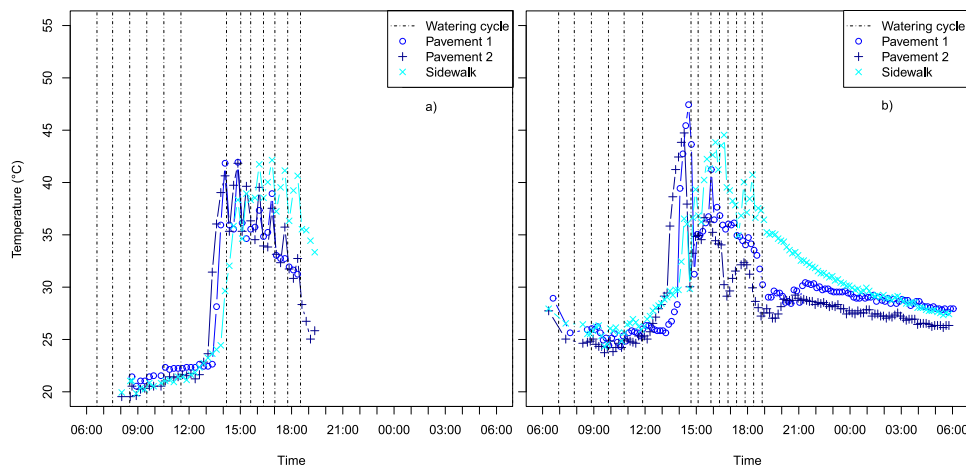 Temperature (°C)
55
50
45
40
35
30
25
20
Watering cycle
Pavement 1
Pavement 2
Sidewalk
a)
06:00 09:00 12:00 15:00 18:00 21:00 00:00 03:00 06:00
Time
Watering cycle
Pavement 1
Pavement 2
Sidewalk
b)
06:00 09:00 12:00 15:00 18:00 21:00 00:00 03:00 06:00
Time